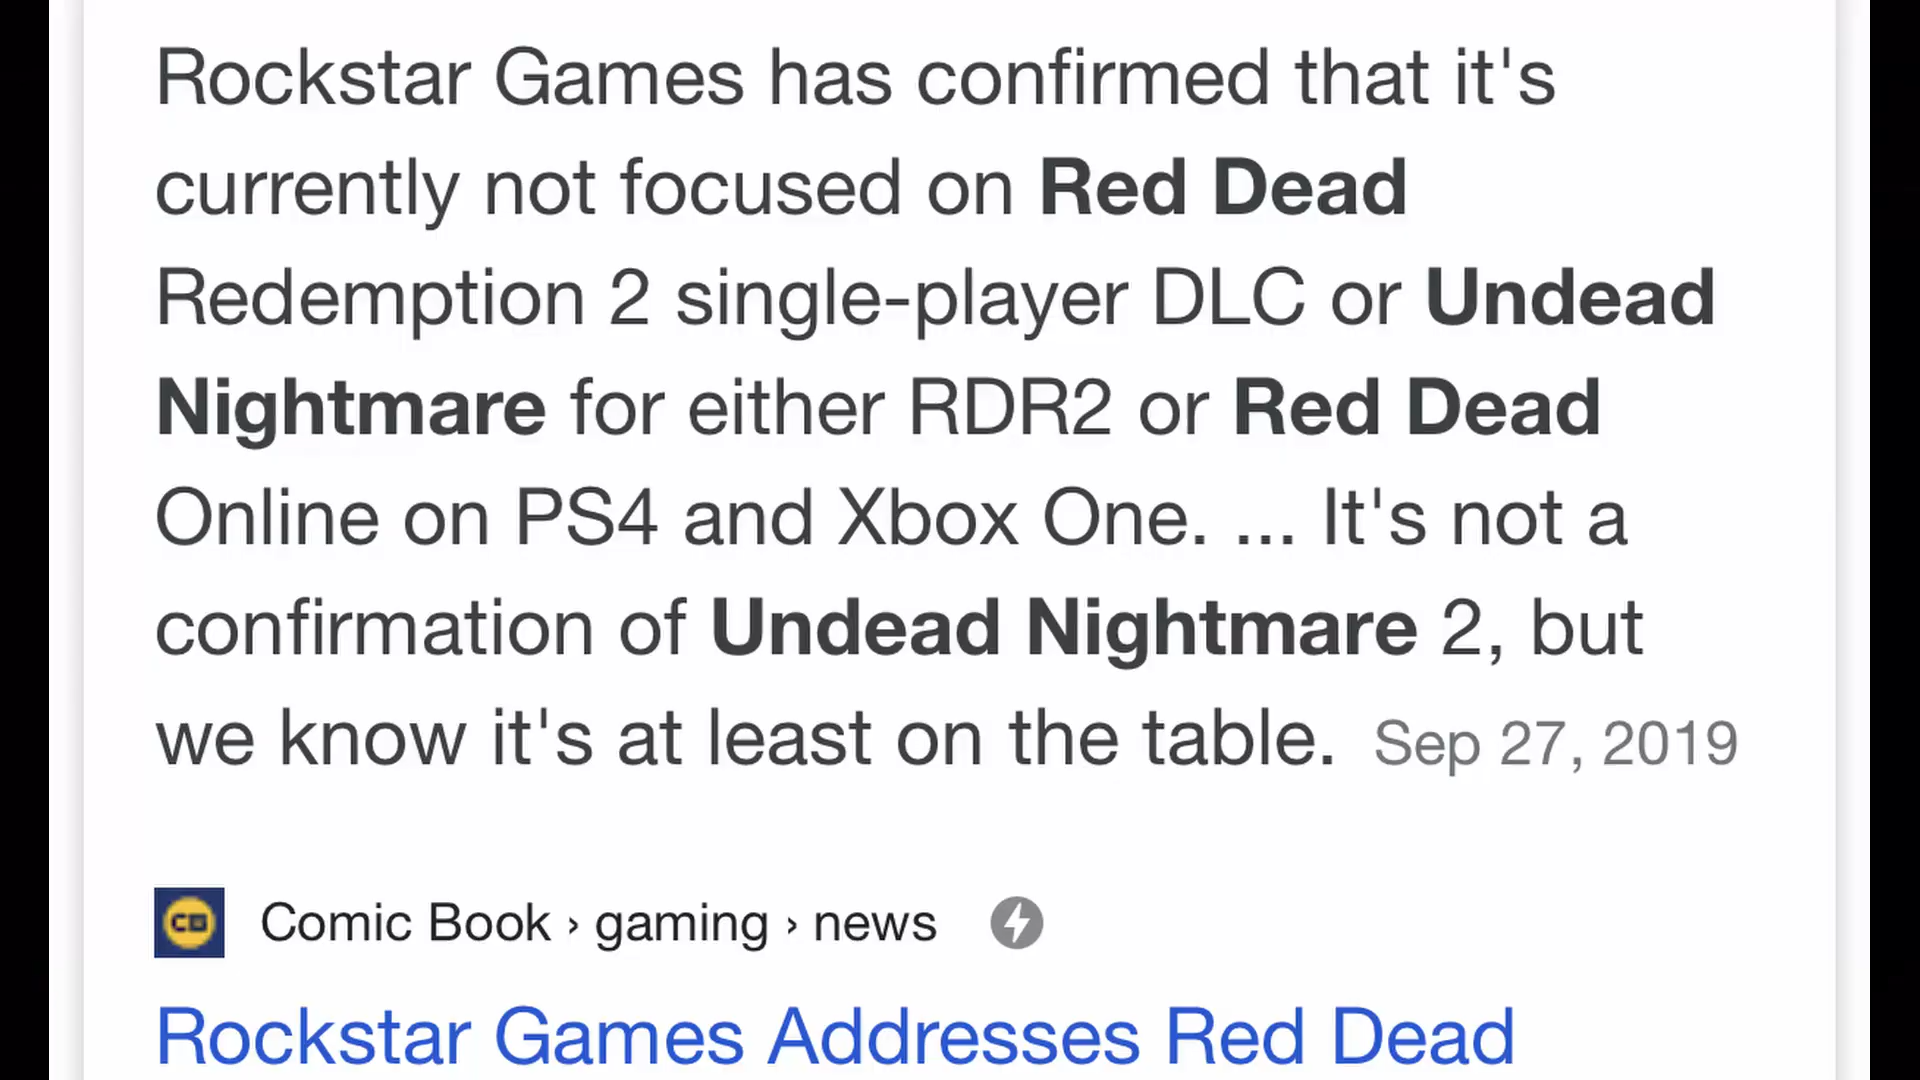 Rockstar Games has confirmed that it's
currently not focused on Red Dead
Redemption 2 single-player DLC or Undead
Nightmare for either RDR2 or Red Dead
Online on PS4 and Xbox One. ... It's not a
confirmation of Undead Nightmare 2, but
we know it's at least on the table. Sep 27, 2019
CB Comic Book › gaming › news
Rockstar Games Addresses Red Dead